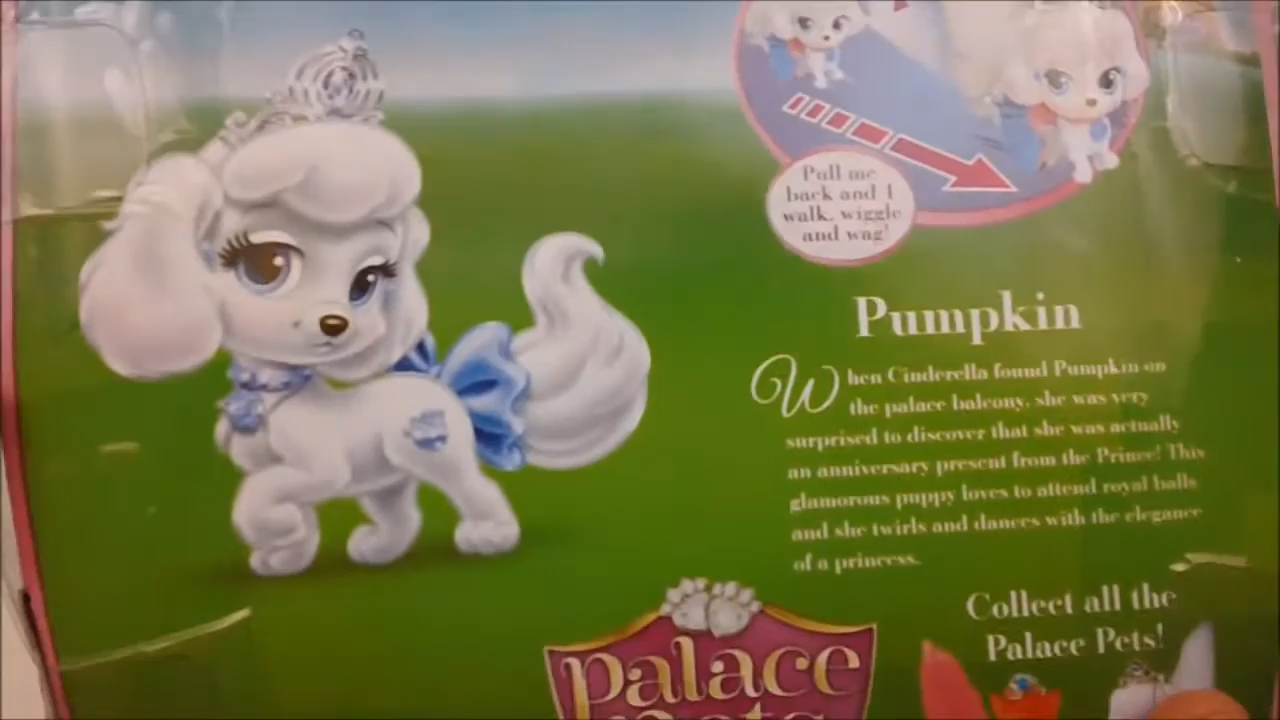 Pull me
back and I
walk, wiggle
and wag!
Pumpkin
When Cinderella found Pumpkin on
the palace balcony, she was very
surprised to discover that she was actually
an anniversary present from the Prince! This
glamorous puppy loves to attend royal balls
and she twirls and dances with the elegance
of a princess.
Collect all the
Palace Pets!
Palace
Pets